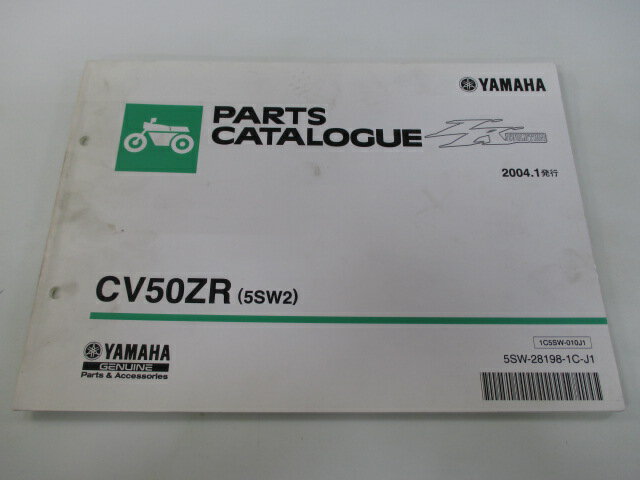 YAMAHA
PARTS
CATALOGUE
2004.1発行
CV50ZR (5SW2)
1C5SW-010J1
YAMAHA
GENUINE
Parts & Accessories
5SW-28198-1C-J1